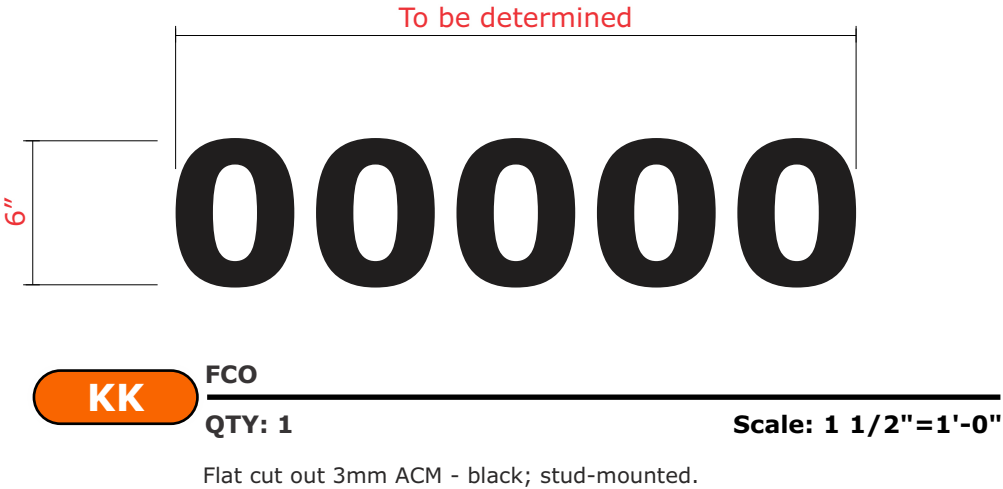 To be determined
6”
00000
KK
FCO
QTY: 1
Scale: 1 1/2"=1'-0"
Flat cut out 3mm ACM - black; stud-mounted.